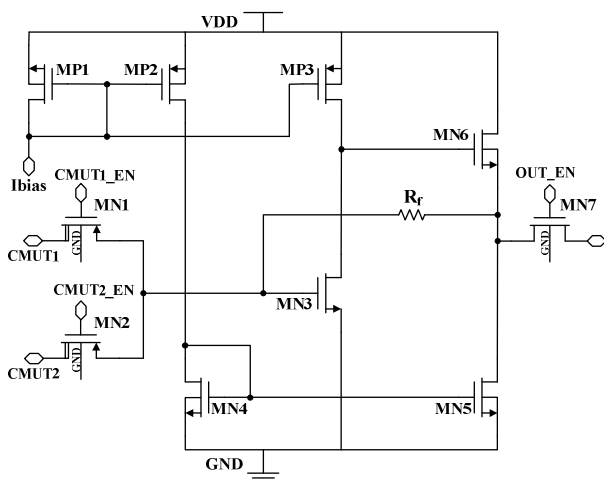 VDD
MP1
MP2
MP3
MN6
Ibias
CMUT1_EN
MN1
GND
CMUT1
Rf
OUT_EN
MN7
GND
CMUT2_EN
MN2
GND
CMUT2
MN3
MN4
MN5
GND